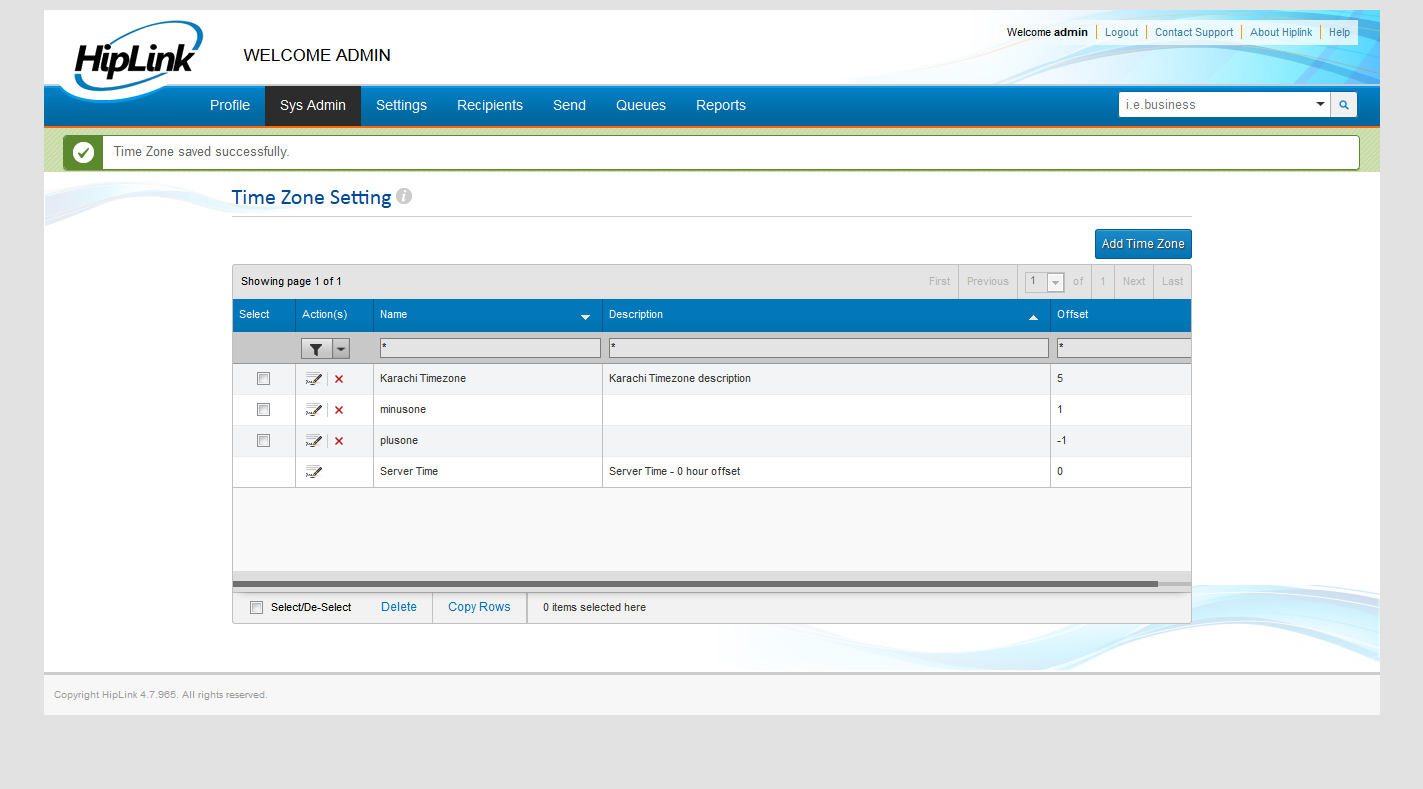 HipLink
WELCOME ADMIN
Welcome admin Logout Contact Support About Hiplink Help
Profile Sys Admin Settings Recipients Send Queues Reports i.e.business
Time Zone saved successfully.
Time Zone Setting i
Add Time Zone
Showing page 1 of 1 First Previous 1 of 1 Next Last
Select Action(s) Name Description Offset
* * *
Karachi Timezone Karachi Timezone description 5
minusone 1
plusone -1
Server Time Server Time - 0 hour offset 0
Select/De-Select Delete Copy Rows 0 items selected here
Copyright HipLink 4.7.965. All rights reserved.